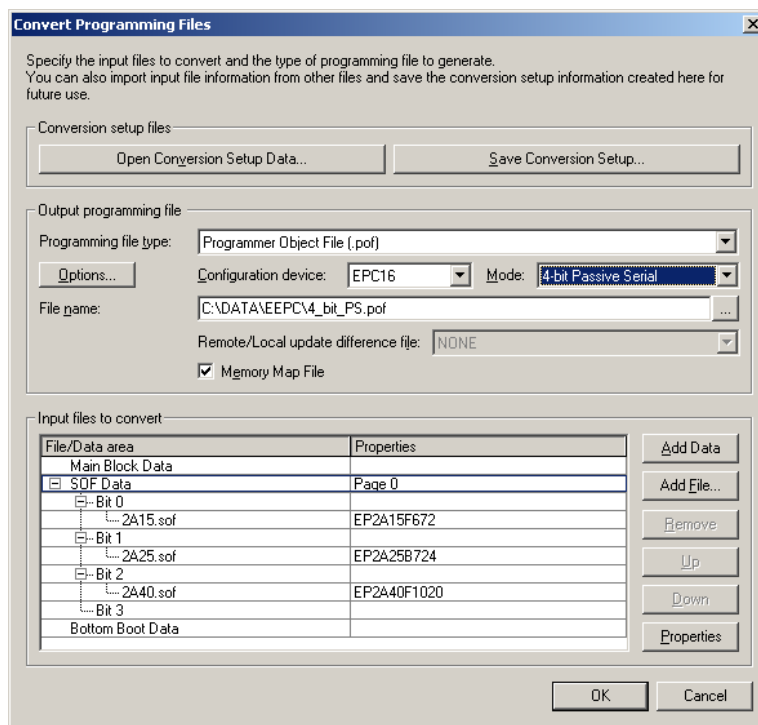 Convert Programming Files
Specify the input files to convert and the type of programming file to generate.
You can also import input file information from other files and save the conversion setup information created here for
future use.
Conversion setup files
Open Conversion Setup Data... Save Conversion Setup...
Output programming file
Programming file type: Programmer Object File (.pof)
Options... Configuration device: EPC16 Mode: 4-bit Passive Serial
File name: C:\DATA\EEPC\4_bit_PS.pof ...
Remote/Local update difference file: NONE
Memory Map File
Input files to convert
File/Data area Properties Add Data
Main Block Data
SOF Data Page 0 Add File...
Bit 0
2A15.sof EP2A15F672 Remove
Bit 1
2A25.sof EP2A25B724 Up
Bit 2
2A40.sof EP2A40F1020 Down
Bit 3
Bottom Boot Data Properties
OK Cancel